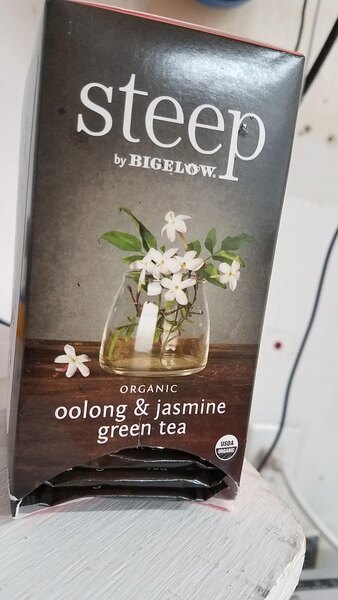 steep
by BIGELOW.
ORGANIC
oolong & jasmine
green tea
USDA
ORGANIC